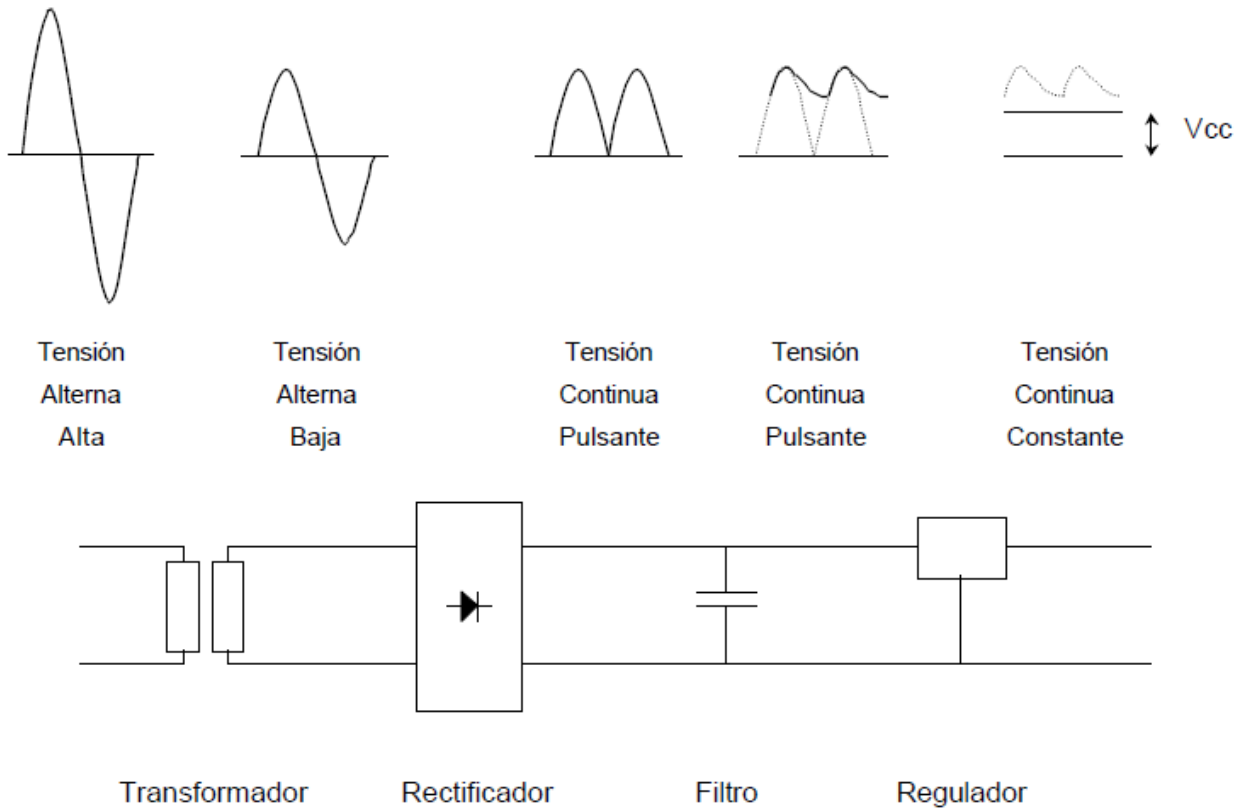 Vcc
Tensión
Alterna
Alta
Tensión
Alterna
Baja
Tensión
Continua
Pulsante
Tensión
Continua
Pulsante
Tensión
Continua
Constante
Transformador
Rectificador
Filtro
Regulador